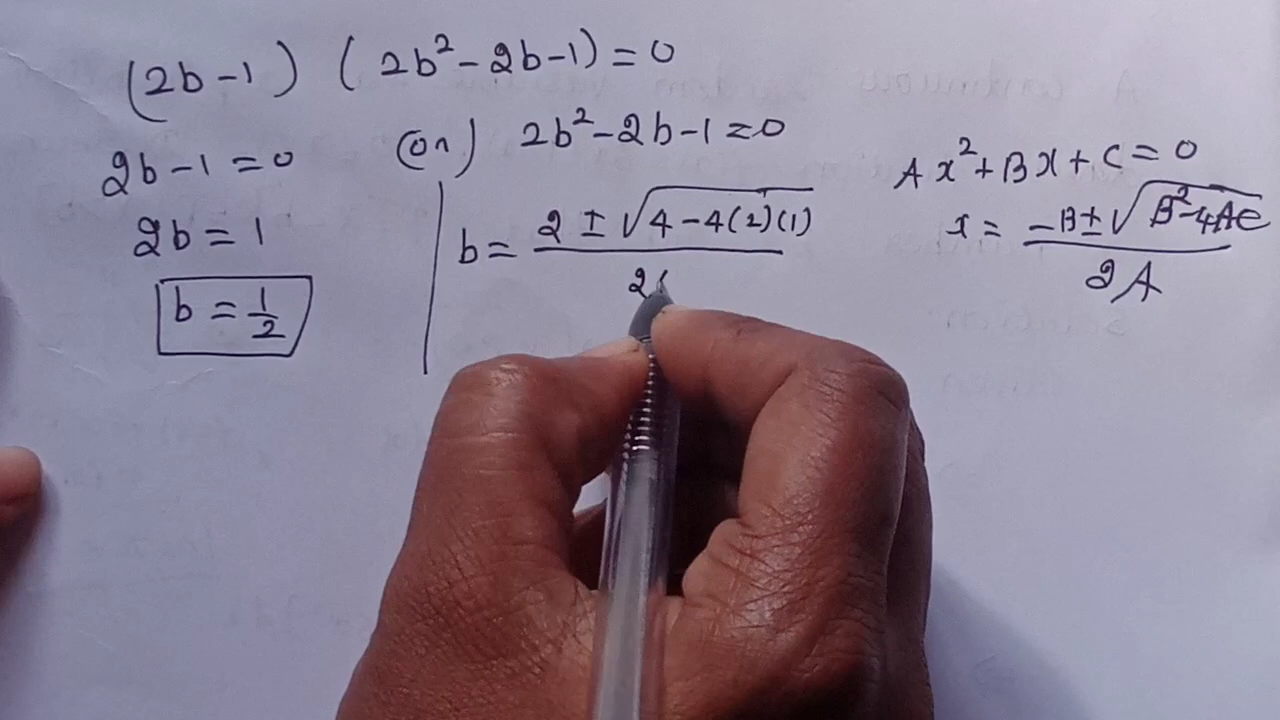 (2b-1) (2b²-2b-1)=0
2b-1=0 (or) 2b²-2b-1=0
2b=1
b=1/2
b= 2±√4-4(2)(1) / 2(
Ax²+Bx+C=0
x= -B±√B²-4AC / 2A